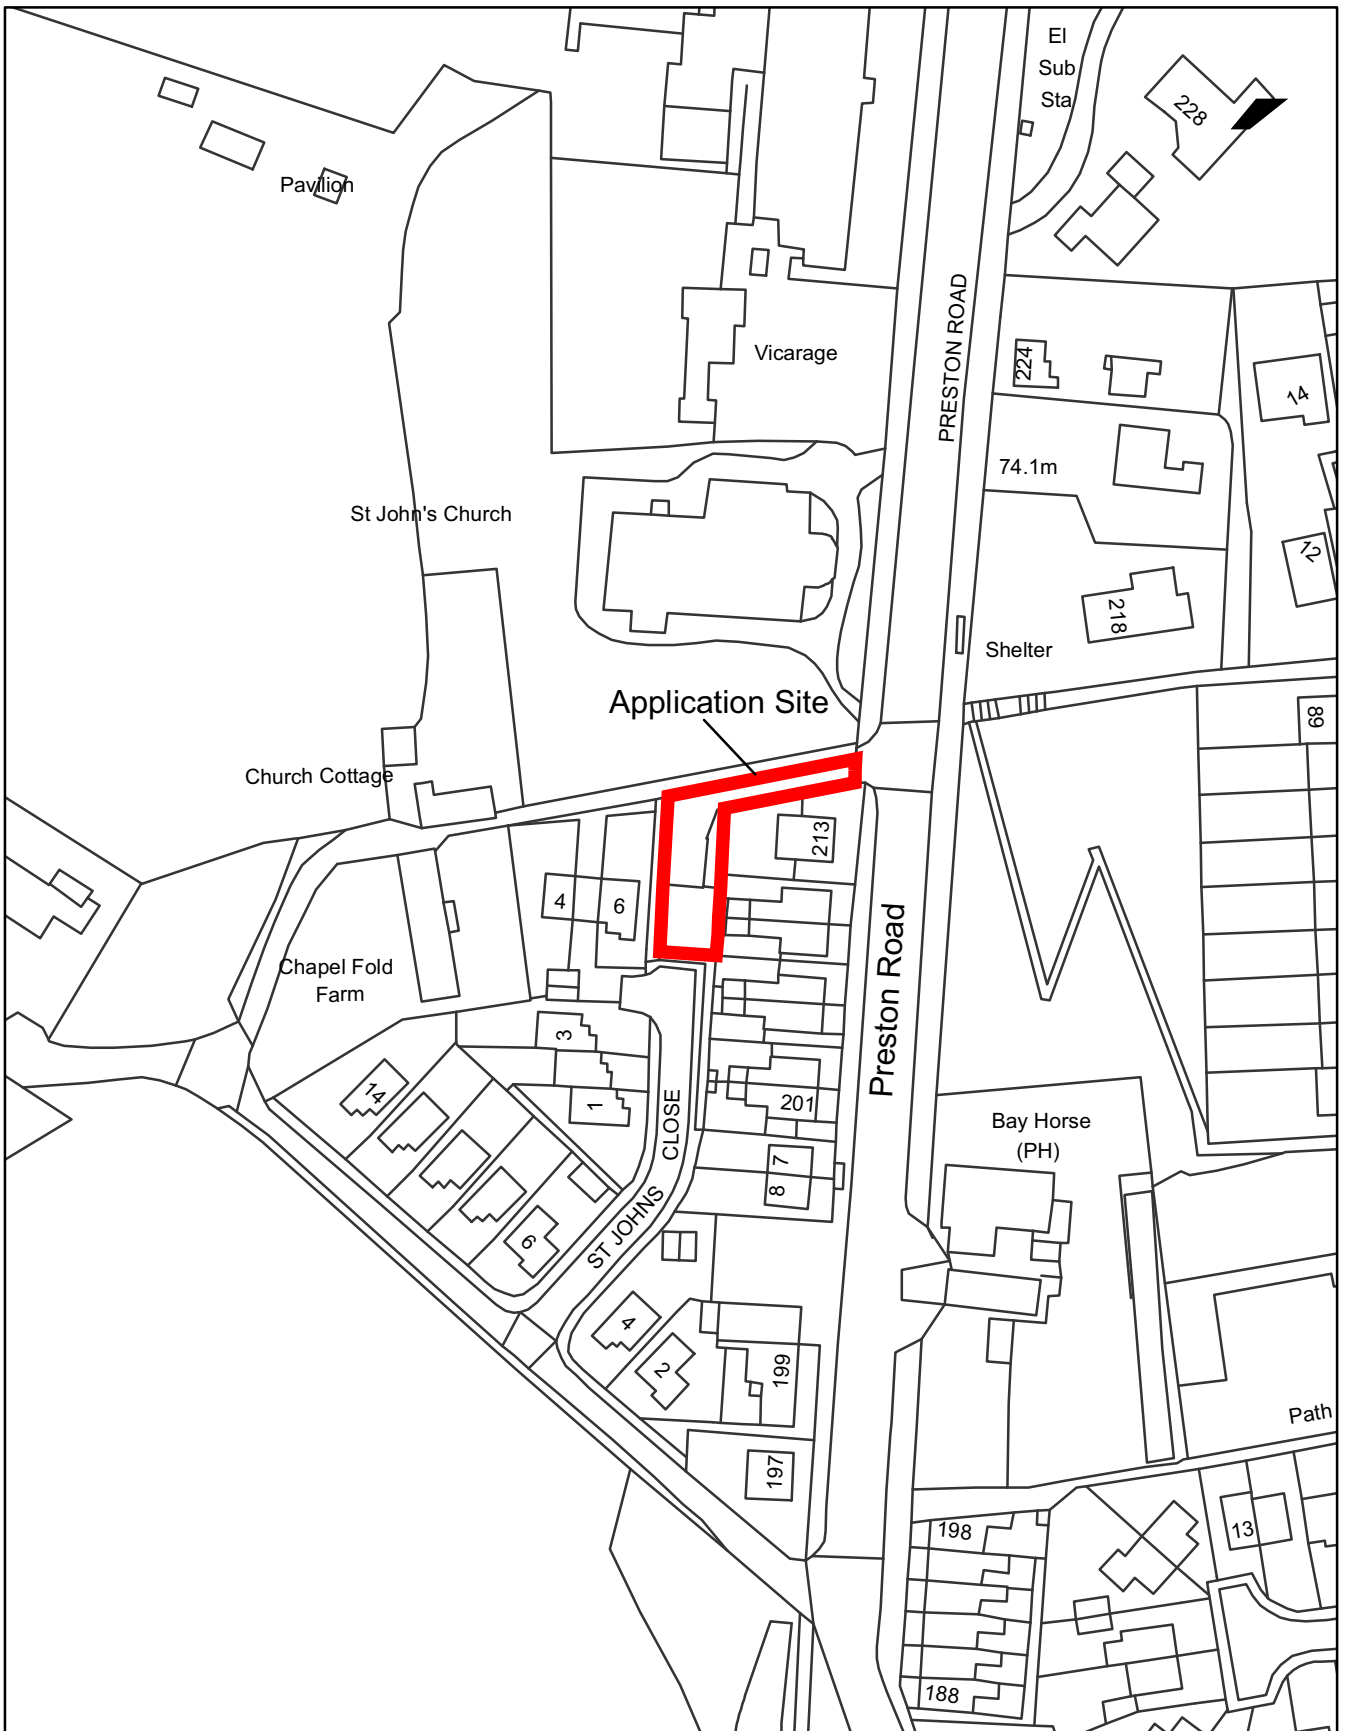 El
Sub
Sta
228
Pavilion
PRESTON ROAD
Vicarage
224
14
74.1m
St John's Church
12
218
Shelter
Application Site
89
Church Cottage
213
4
6
Preston Road
Chapel Fold
Farm
3
14
1
201
CLOSE
Bay Horse
(PH)
7
8
ST JOHNS
6
4
2
199
Path
197
198
13
188